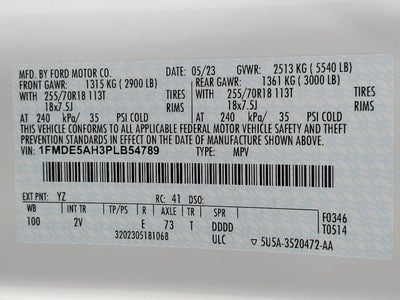 MFD. BY FORD MOTOR CO. 05/23 GVWR: 2513 KG ( 5540 LB)
FRONT GAWR: 1315 KG ( 2900 LB) REAR GAWR: 1361 KG ( 3000 LB)
WITH 255/70R18 113T TIRES WITH 255/70R18 113T TIRES
18x7.5J RIMS 18x7.5J RIMS
AT 240 kPa/ 35 PSI COLD AT 240 kPa/ 35 PSI COLD
THIS VEHICLE CONFORMS TO ALL APPLICABLE FEDERAL MOTOR VEHICLE SAFETY AND THEFT PREVENTION STANDARDS IN EFFECT ON THE DATE OF MANUFACTURE SHOWN ABOVE.
VIN: 1FMDE5AH3PLB54789 TYPE: MPV
EXT PNT: YZ RC: 41 DSO:
WB INT TR R AXLE TR SPR F0346
100 2V E 73 T DDDD T0514
3202305181068 ULC 5U5A-3520472-AA